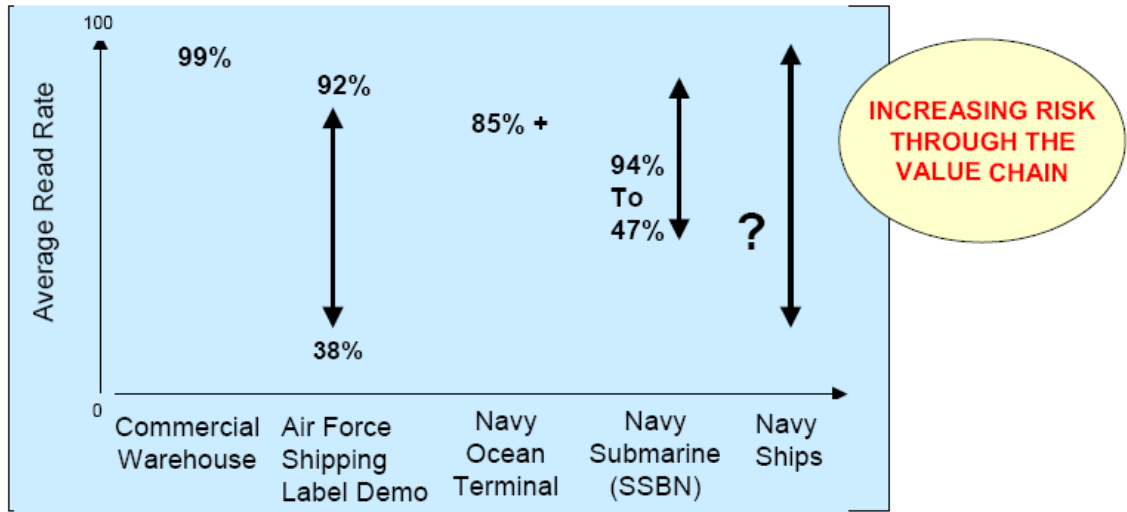 100
Average Read Rate
0
99%
92%
38%
85% +
94%
To
47%
?
Commercial
Warehouse
Air Force
Shipping
Label Demo
Navy
Ocean
Terminal
Navy
Submarine
(SSBN)
Navy
Ships
INCREASING RISK
THROUGH THE
VALUE CHAIN